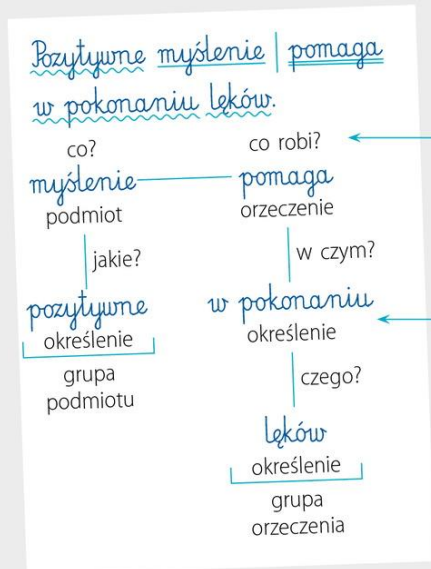 Pozytywne myślenie | pomaga
w pokonaniu lęków.
co? co robi?
myślenie pomaga
podmiot orzeczenie
jakie? w czym?
pozytywne w pokonaniu
określenie określenie
grupa czego?
podmiotu
lęków
określenie
grupa
orzeczenia